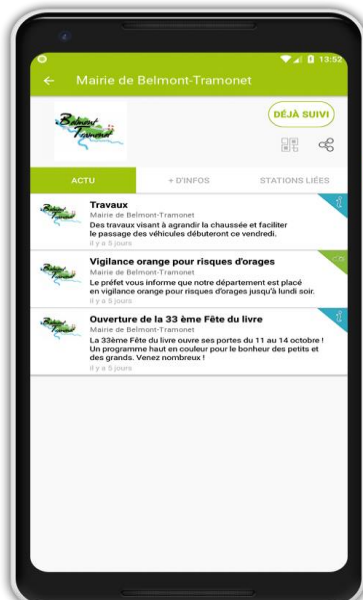 13:52
Mairie de Belmont-Tramonet
Belmont
Tramonet
DÉJÀ SUIVI
ACTU
+ D'INFOS
STATIONS LIÉES
Travaux
Mairie de Belmont-Tramonet
Des travaux visant à agrandir la chaussée et faciliter
le passage des véhicules débuteront ce vendredi.
il y a 5 jours
Vigilance orange pour risques d'orages
Mairie de Belmont-Tramonet
Le préfet vous informe que notre département est placé
en vigilance orange pour risques d'orages jusqu'à lundi soir.
il y a 5 jours
Ouverture de la 33 ème Fête du livre
Mairie de Belmont-Tramonet
La 33ème Fête du livre ouvre ses portes du 11 au 14 octobre !
Un programme haut en couleur pour le bonheur des petits et
des grands. Venez nombreux !
il y a 5 jours